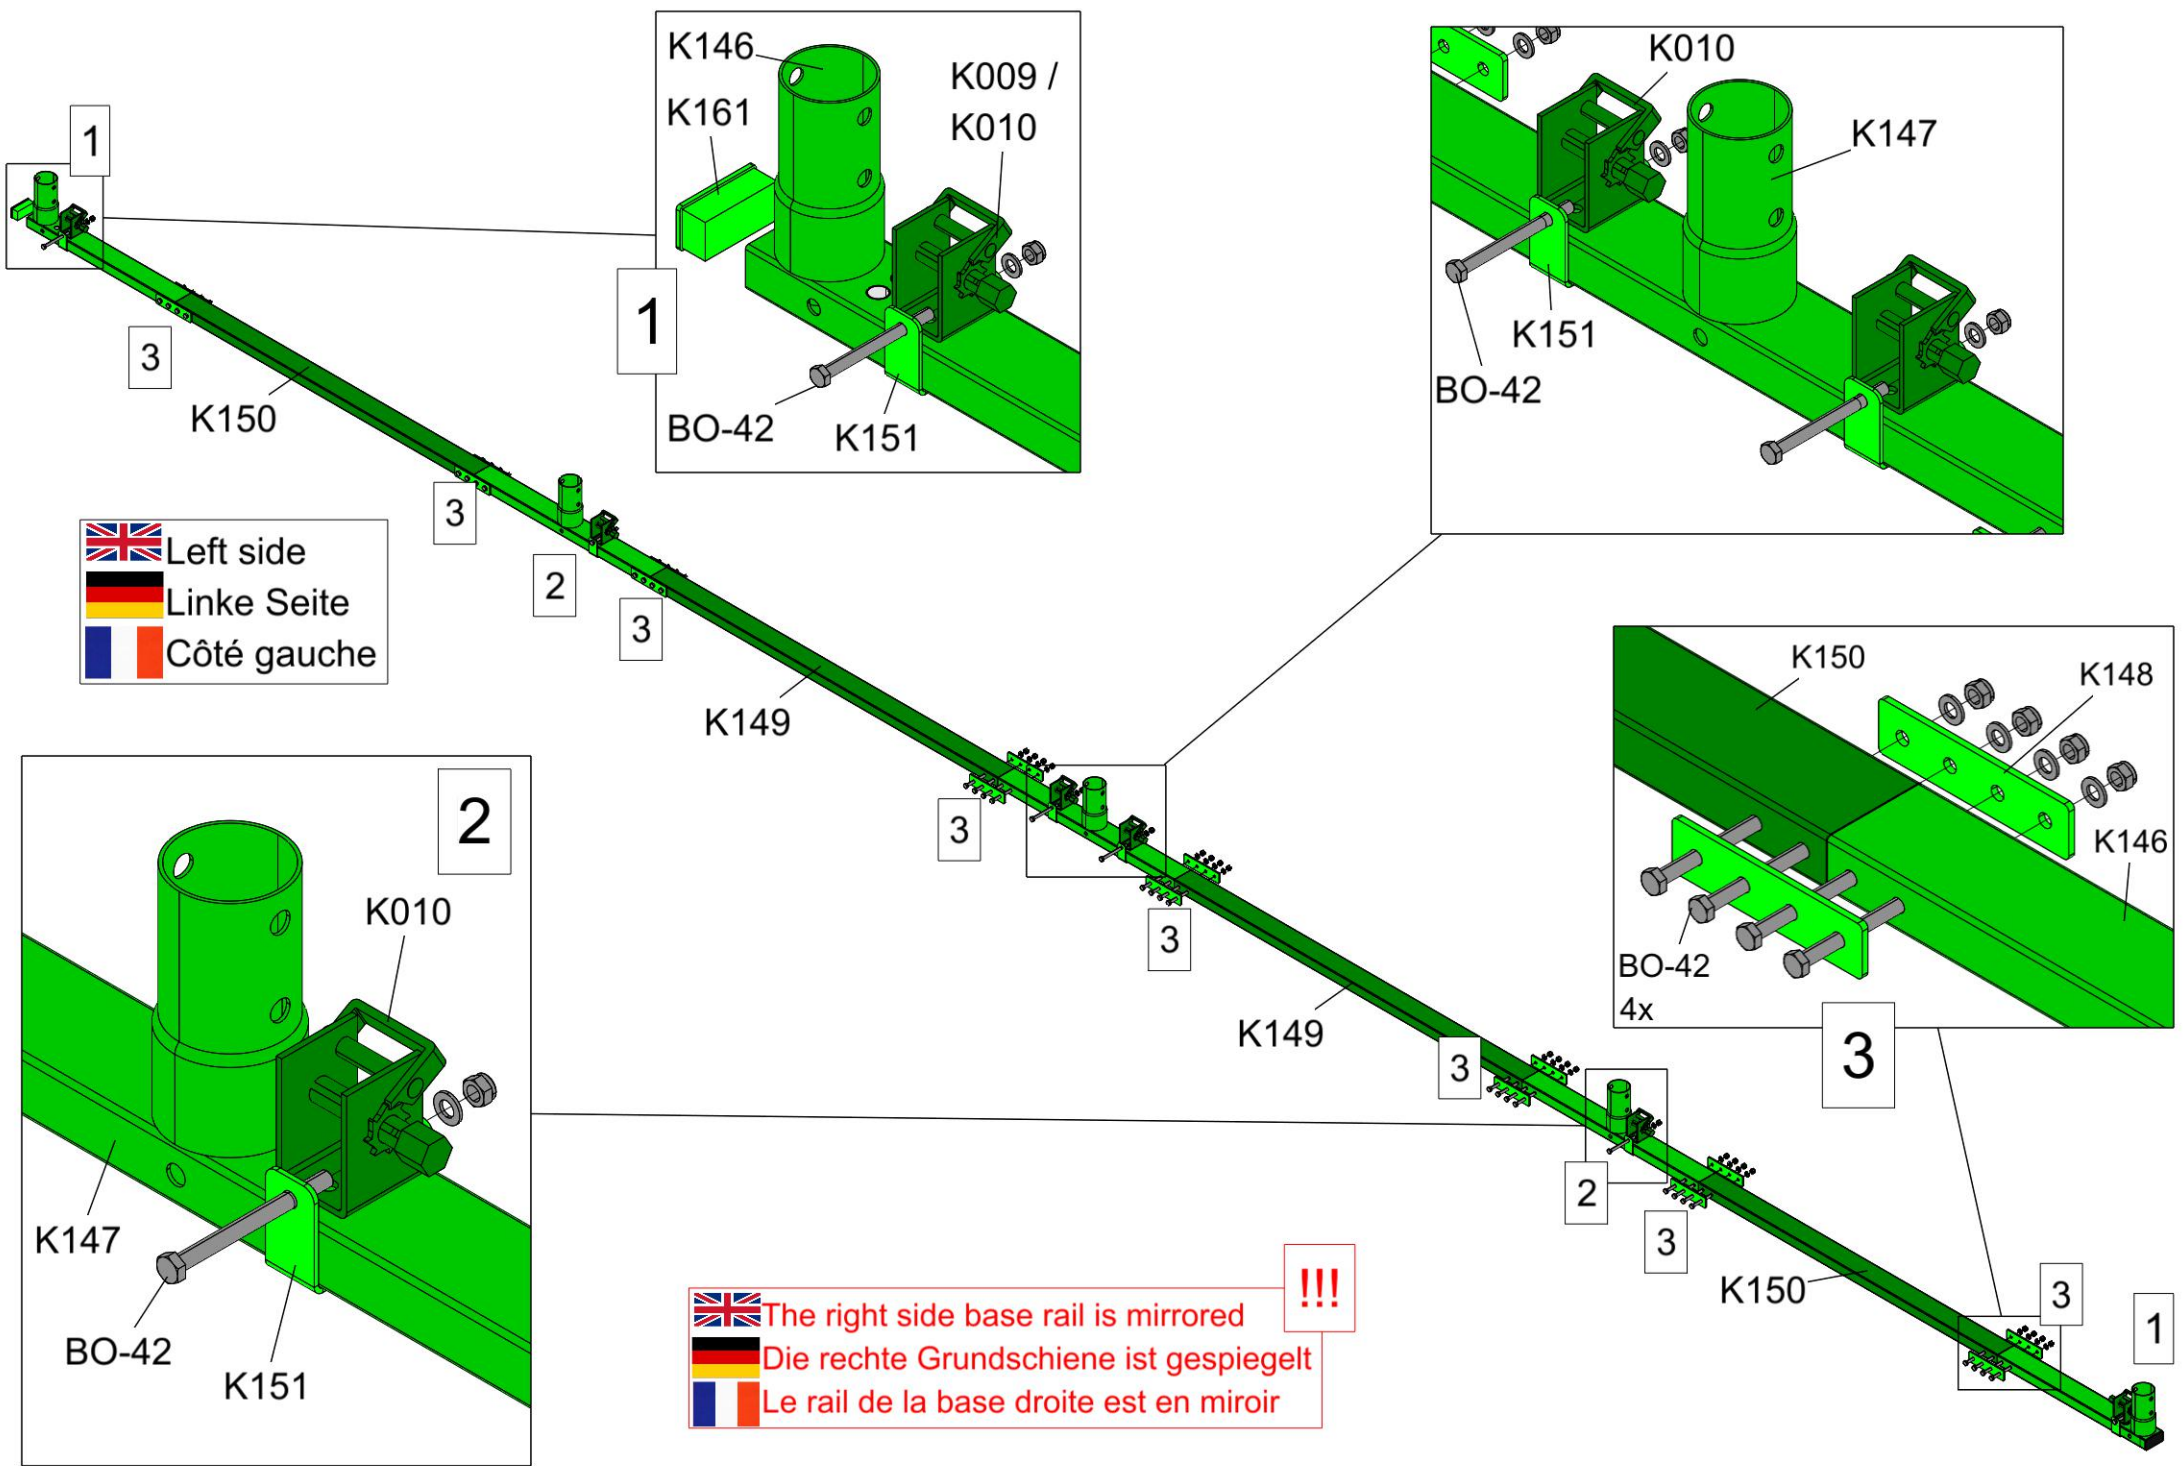 K146
K161
K009 /
K010
BO-42
K151
1
K010
K147
K151
BO-42
1
3
K150
3
2
3
Left side
Linke Seite
Côté gauche
K149
3
3
K149
3
2
3
K150
3
1
2
K010
K147
BO-42
K151
K150
K148
K146
BO-42
4x
3
!!!
The right side base rail is mirrored
Die rechte Grundschiene ist gespiegelt
Le rail de la base droite est en miroir